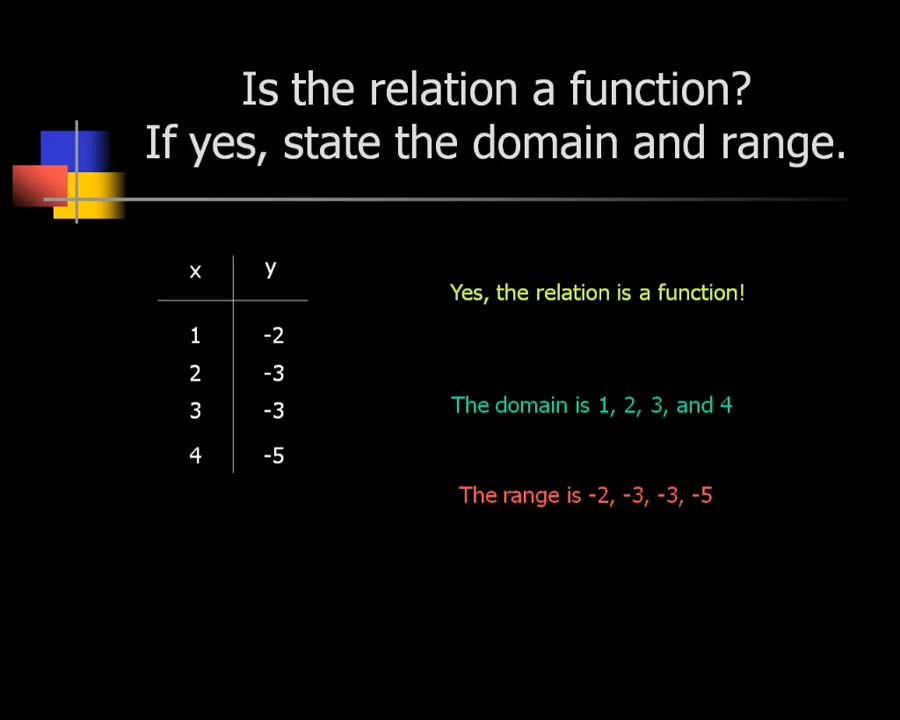 Is the relation a function?
If yes, state the domain and range.
x y
1 -2
2 -3
3 -3
4 -5
Yes, the relation is a function!
The domain is 1, 2, 3, and 4
The range is -2, -3, -3, -5